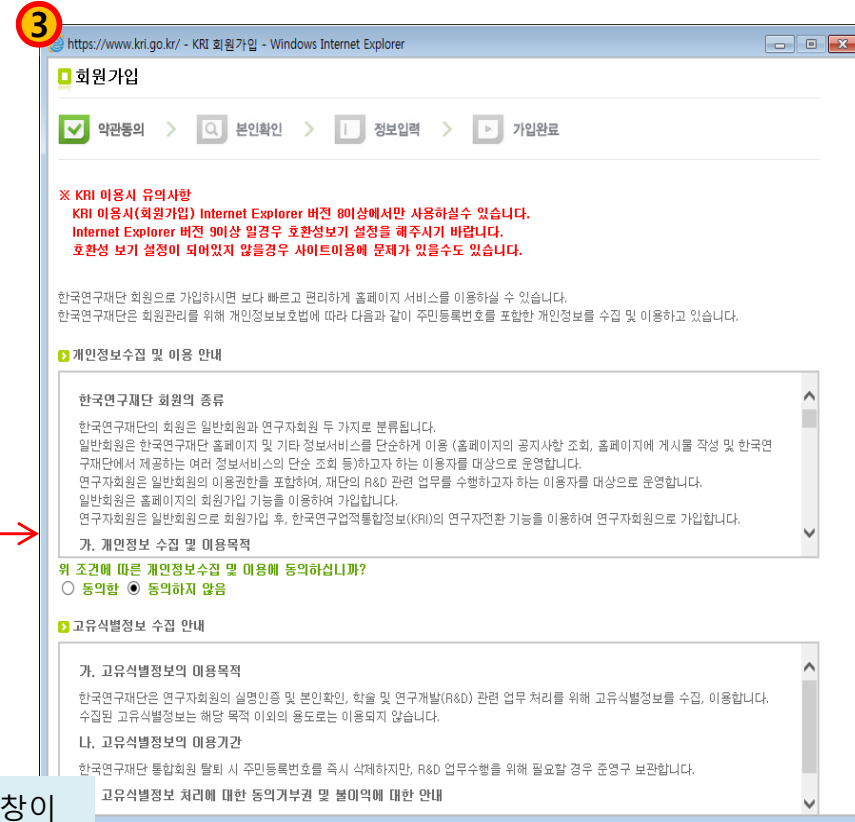 3
https://www.kri.go.kr/ - KRI 회원가입 - Windows Internet Explorer
회원가입
약관동의 > 본인확인 > 정보입력 > 가입완료
※ KRI 이용시 유의사항
KRI 이용시(회원가입) Internet Explorer 버전 8이상에서만 사용하실수 있습니다.
Internet Explorer 버전 9이상 일경우 호환성보기 설정을 해주시기 바랍니다.
호환성 보기 설정이 되어있지 않을경우 사이트이용에 문제가 있을수도 있습니다.
한국연구재단 회원으로 가입하시면 보다 빠르고 편리하게 홈페이지 서비스를 이용하실 수 있습니다.
한국연구재단은 회원관리를 위해 개인정보보호법에 따라 다음과 같이 주민등록번호를 포함한 개인정보를 수집 및 이용하고 있습니다.
개인정보수집 및 이용 안내
한국연구재단 회원의 종류
한국연구재단의 회원은 일반회원과 연구자회원 두 가지로 분류됩니다.
일반회원은 한국연구재단 홈페이지 및 기타 정보서비스를 단순하게 이용 (홈페이지의 공지사항 조회, 홈페이지에 게시물 작성 및 한국연
구재단에서 제공하는 여러 정보서비스의 단순 조회 등)하고자 하는 이용자를 대상으로 운영합니다.
연구자회원은 일반회원의 이용권한을 포함하여, 재단의 R&D 관련 업무를 수행하고자 하는 이용자를 대상으로 운영합니다.
일반회원은 홈페이지의 회원가입 기능을 이용하여 가입합니다.
연구자회원은 일반회원으로 회원가입 후, 한국연구업적통합정보(KRI)의 연구자전환 기능을 이용하여 연구자회원으로 가입합니다.
가. 개인정보 수집 및 이용목적
위 조건에 따른 개인정보수집 및 이용에 동의하십니까?
동의함 동의하지 않음
고유식별정보 수집 안내
가. 고유식별정보의 이용목적
한국연구재단은 연구자회원의 실명인증 및 본인확인, 학술 및 연구개발(R&D) 관련 업무 처리를 위해 고유식별정보를 수집, 이용합니다.
수집된 고유식별정보는 해당 목적 이외의 용도로는 이용되지 않습니다.
나. 고유식별정보의 이용기간
한국연구재단 통합회원 탈퇴 시 주민등록번호를 즉시 삭제하지만, R&D 업무수행을 위해 필요할 경우 준영구 보관합니다.
고유식별정보 처리에 대한 동의거부권 및 불이익에 대한 안내
창이